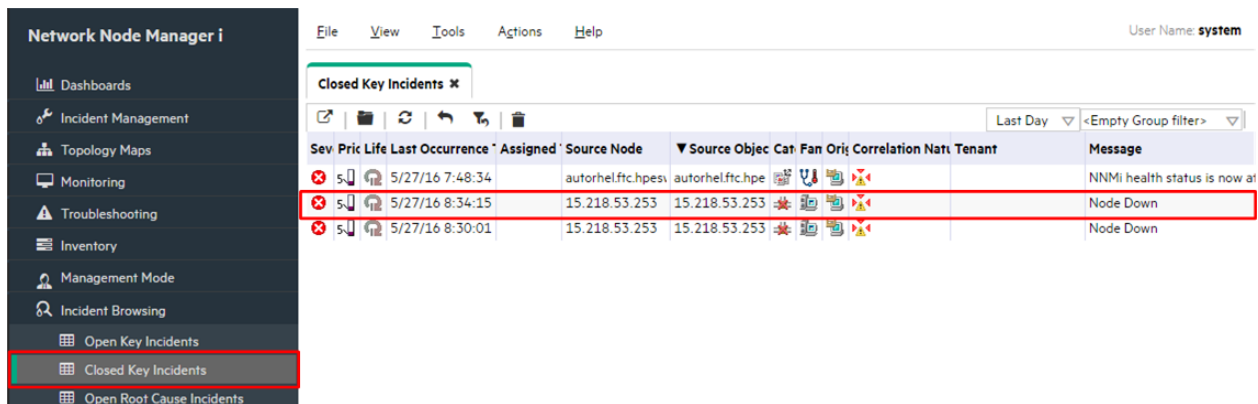 Network Node Manager i
File View Tools Actions Help
User Name: system
Dashboards
Incident Management
Topology Maps
Monitoring
Troubleshooting
Inventory
Management Mode
Incident Browsing
Open Key Incidents
Closed Key Incidents
Open Root Cause Incidents
Closed Key Incidents
Last Day <Empty Group filter>
Sev Pric Life Last Occurrence Assigned Source Node Source Objec Cat Fam Orig Correlation Natu Tenant Message
5 5/27/16 7:48:34 autorhel.ftc.hpes autorhel.ftc.hpe NNMi health status is now at
5 5/27/16 8:34:15 15.218.53.253 15.218.53.253 Node Down
5 5/27/16 8:30:01 15.218.53.253 15.218.53.253 Node Down